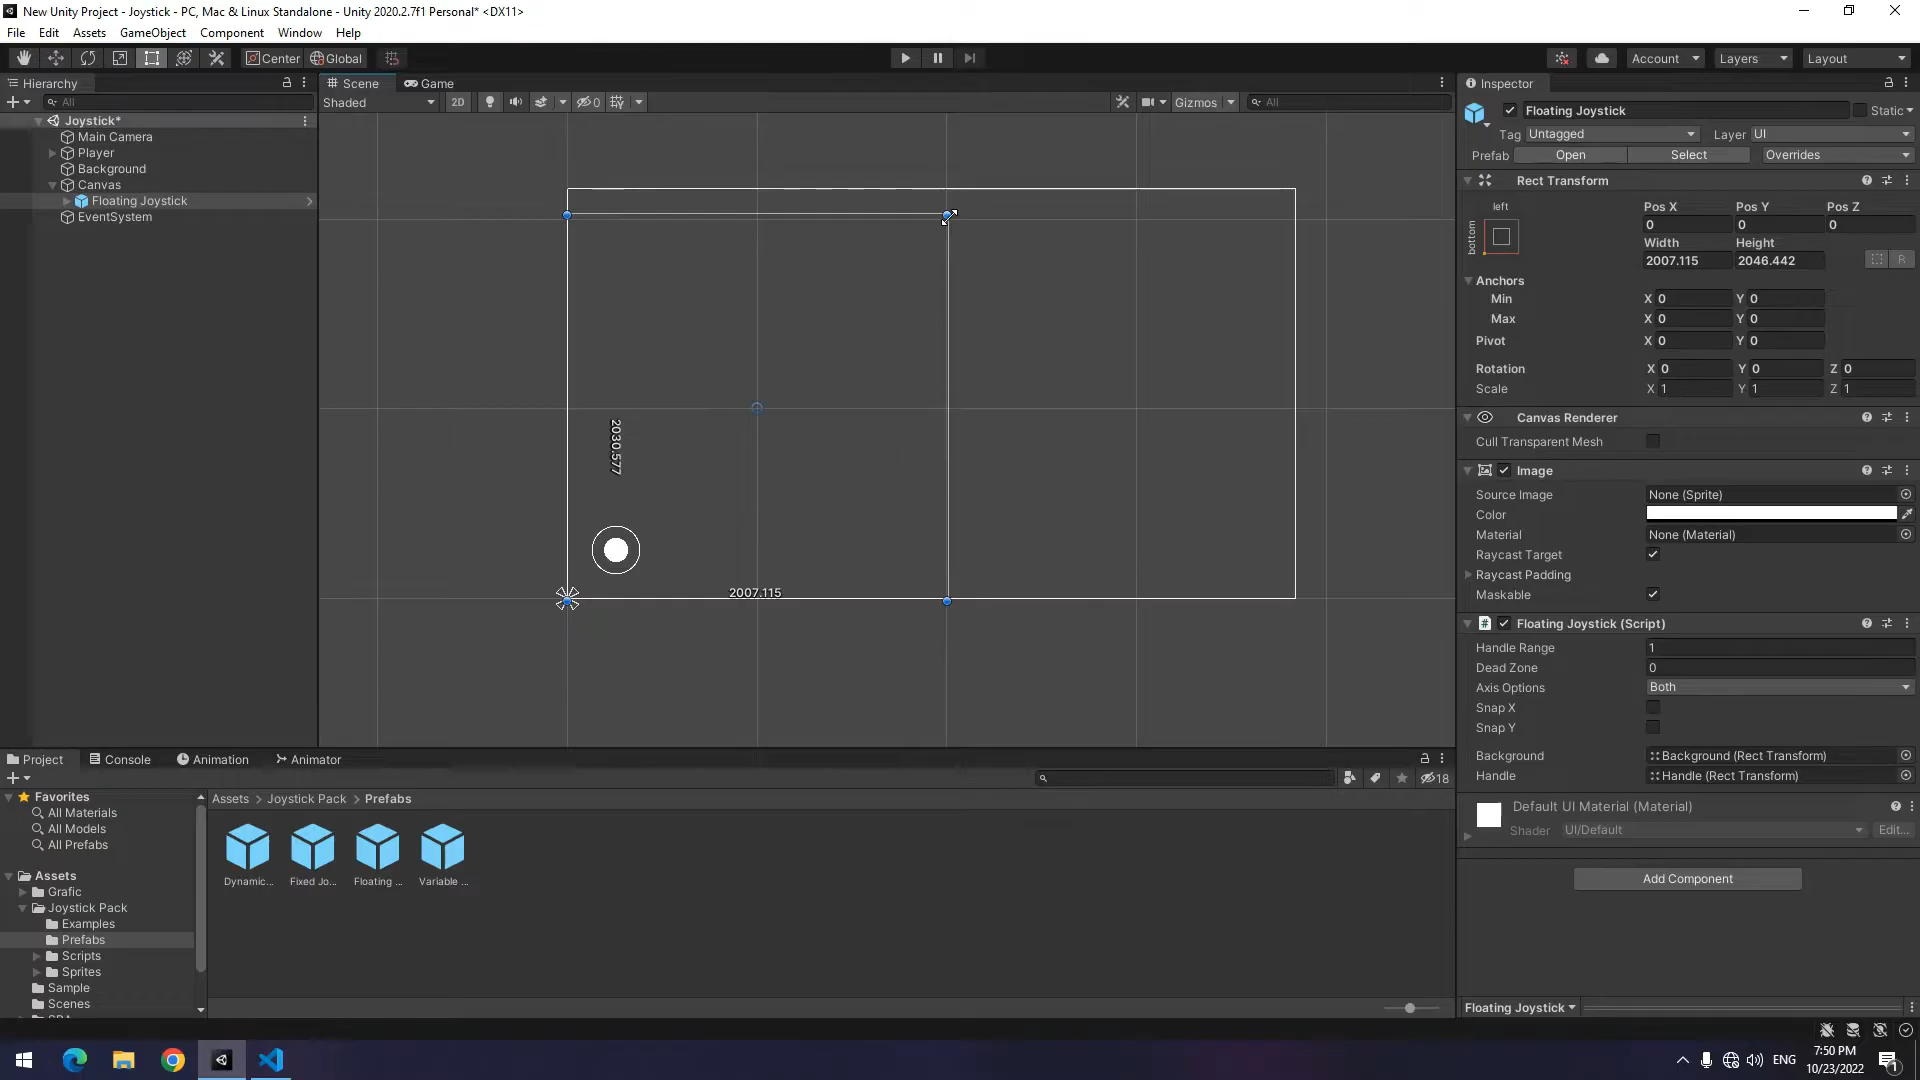 New Unity Project - Joystick - PC, Mac & Linux Standalone - Unity 2020.2.7f1 Personal* <DX11>
File Edit Assets GameObject Component Window Help
Center Global Account Layers Layout
Hierarchy
All
Joystick*
Main Camera
Player
Background
Canvas
Floating Joystick
EventSystem
Scene Game
Shaded 2D 0 Gizmos All
2030.577
2007.115
Inspector
Floating Joystick Static
Tag Untagged Layer UI
Prefab Open Select Overrides
Rect Transform
left
bottom
Pos X Pos Y Pos Z
0 0 0
Width Height
2007.115 2046.442 R
Anchors
Min X 0 Y 0
Max X 0 Y 0
Pivot X 0 Y 0
Rotation X 0 Y 0 Z 0
Scale X 1 Y 1 Z 1
Canvas Renderer
Cull Transparent Mesh
Image
Source Image None (Sprite)
Color
Material None (Material)
Raycast Target
Raycast Padding
Maskable
# Floating Joystick (Script)
Handle Range 1
Dead Zone 0
Axis Options Both
Snap X
Snap Y
Background Background (Rect Transform)
Handle Handle (Rect Transform)
Default UI Material (Material)
Shader UI/Default Edit...
Add Component
Floating Joystick
Project Console Animation Animator
18
Favorites
All Materials
All Models
All Prefabs
Assets
Grafic
Joystick Pack
Examples
Prefabs
Scripts
Sprites
Sample
Scenes
Assets > Joystick Pack > Prefabs
Dynamic... Fixed Jo... Floating ... Variable ...
ENG
7:50 PM
10/23/2022
1